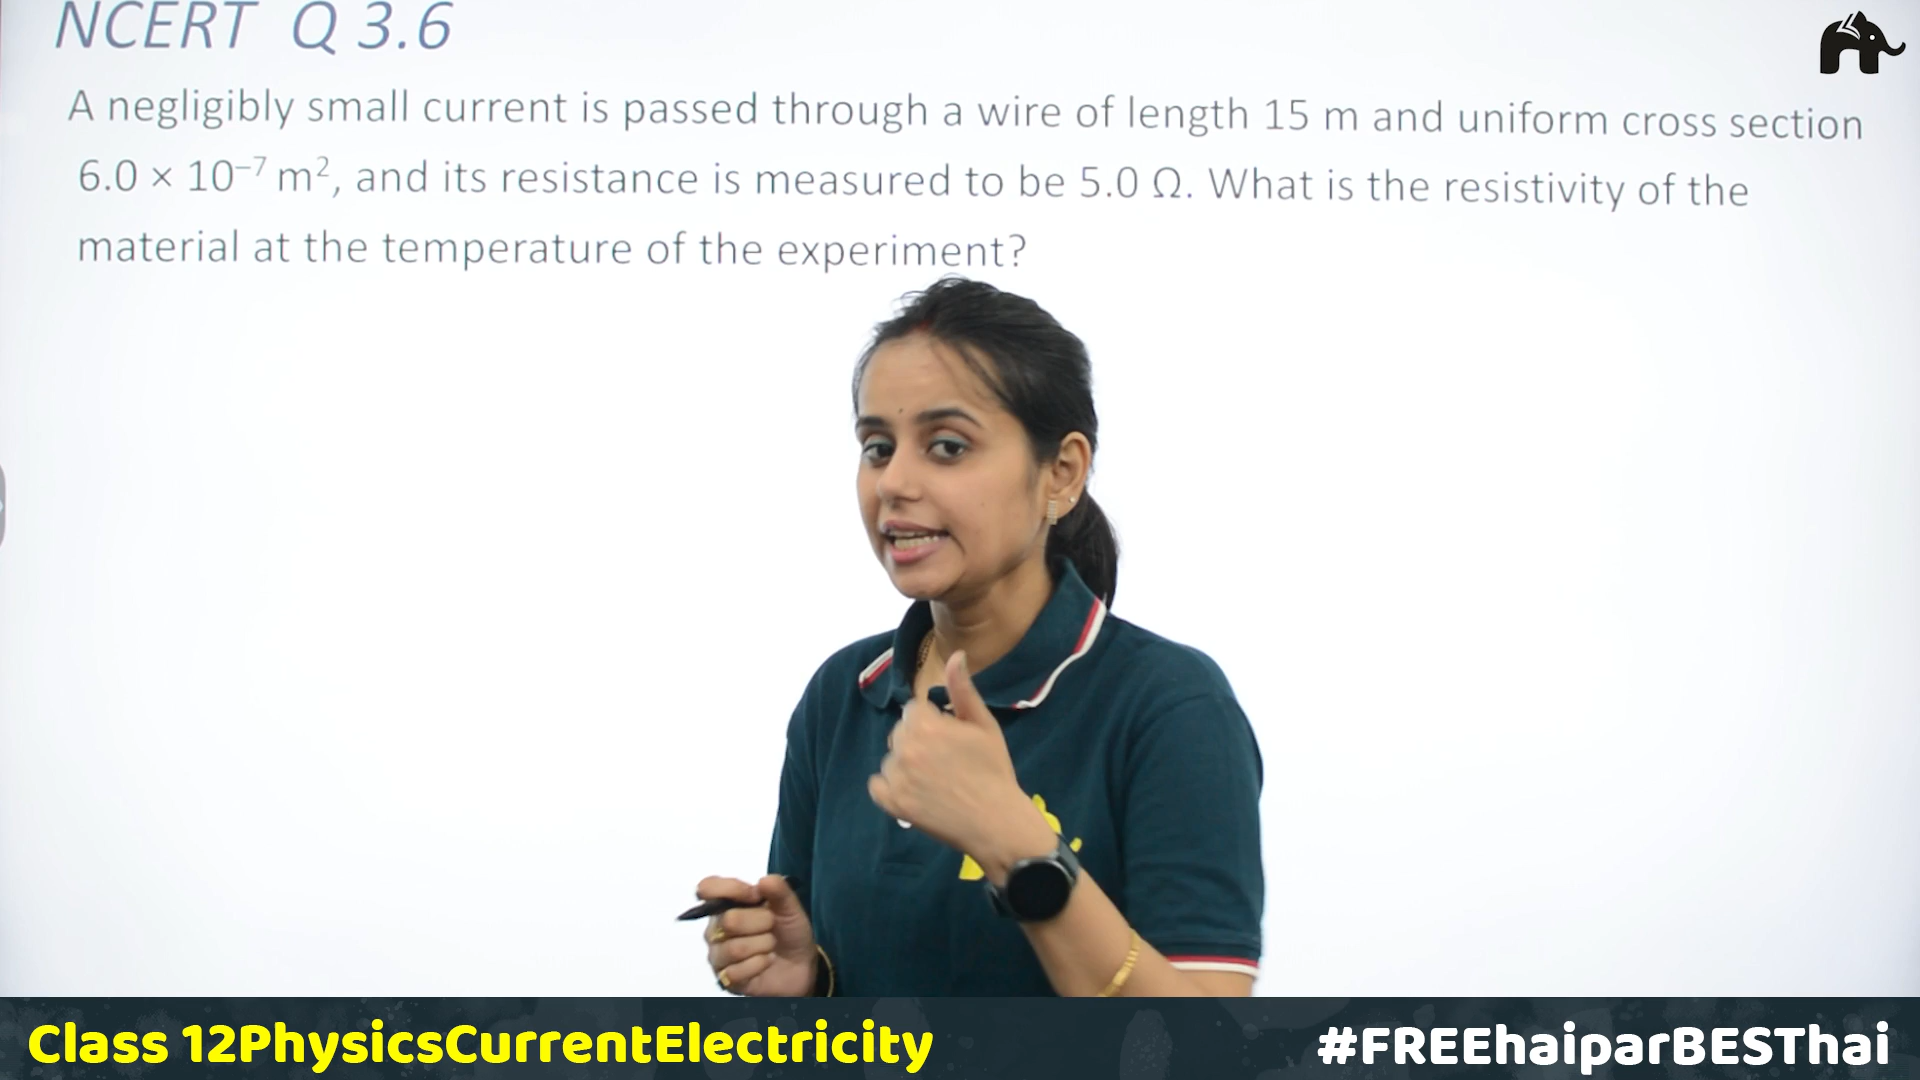 NCERT Q 3.6
A negligibly small current is passed through a wire of length 15 m and uniform cross section
6.0 × 10⁻⁷ m², and its resistance is measured to be 5.0 Ω. What is the resistivity of the
material at the temperature of the experiment?
Class 12PhysicsCurrentElectricity
#FREEhaiparBESThai